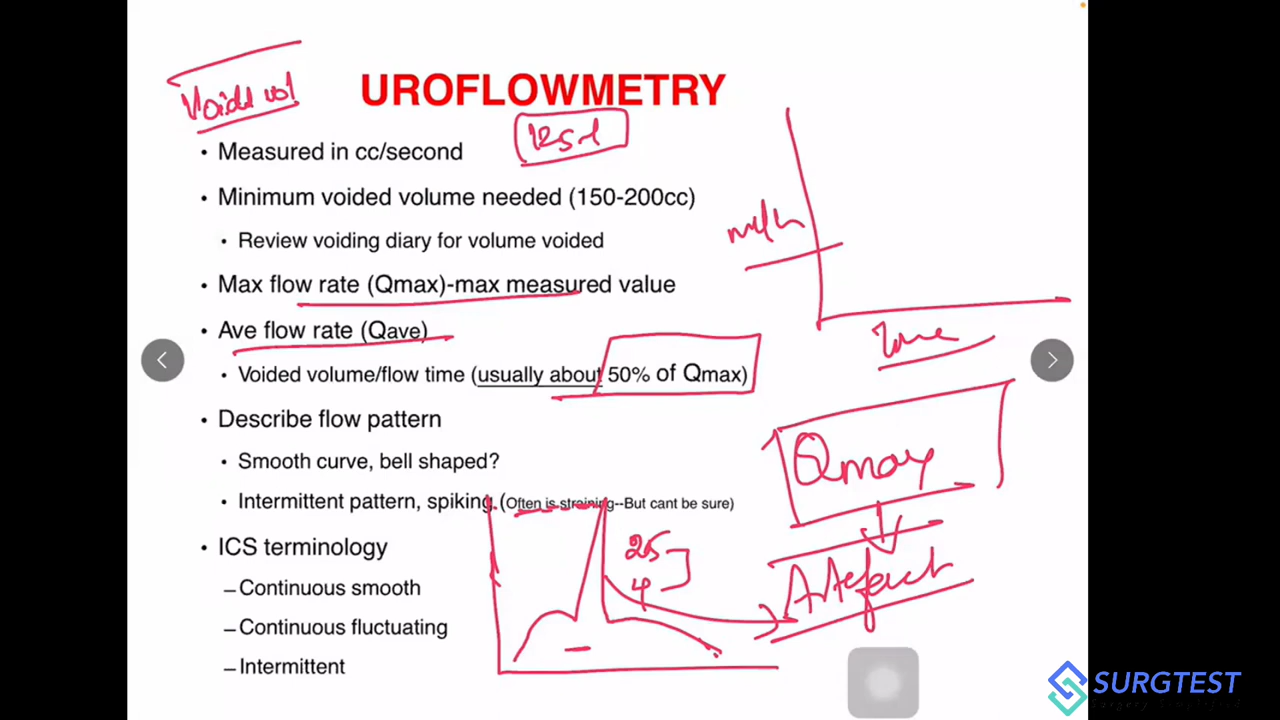 Voided vol
UROFLOWMETRY
• Measured in cc/second
• Minimum voided volume needed (150-200cc)
• Review voiding diary for volume voided
• Max flow rate (Qmax)-max measured value
• Ave flow rate (Qave)
• Voided volume/flow time (usually about 50% of Qmax)
• Describe flow pattern
• Smooth curve, bell shaped?
• Intermittent pattern, spiking.(Often is straining--But cant be sure)
• ICS terminology
–Continuous smooth
–Continuous fluctuating
–Intermittent
Time
Qmax
25
4
Artefact
SURGTEST